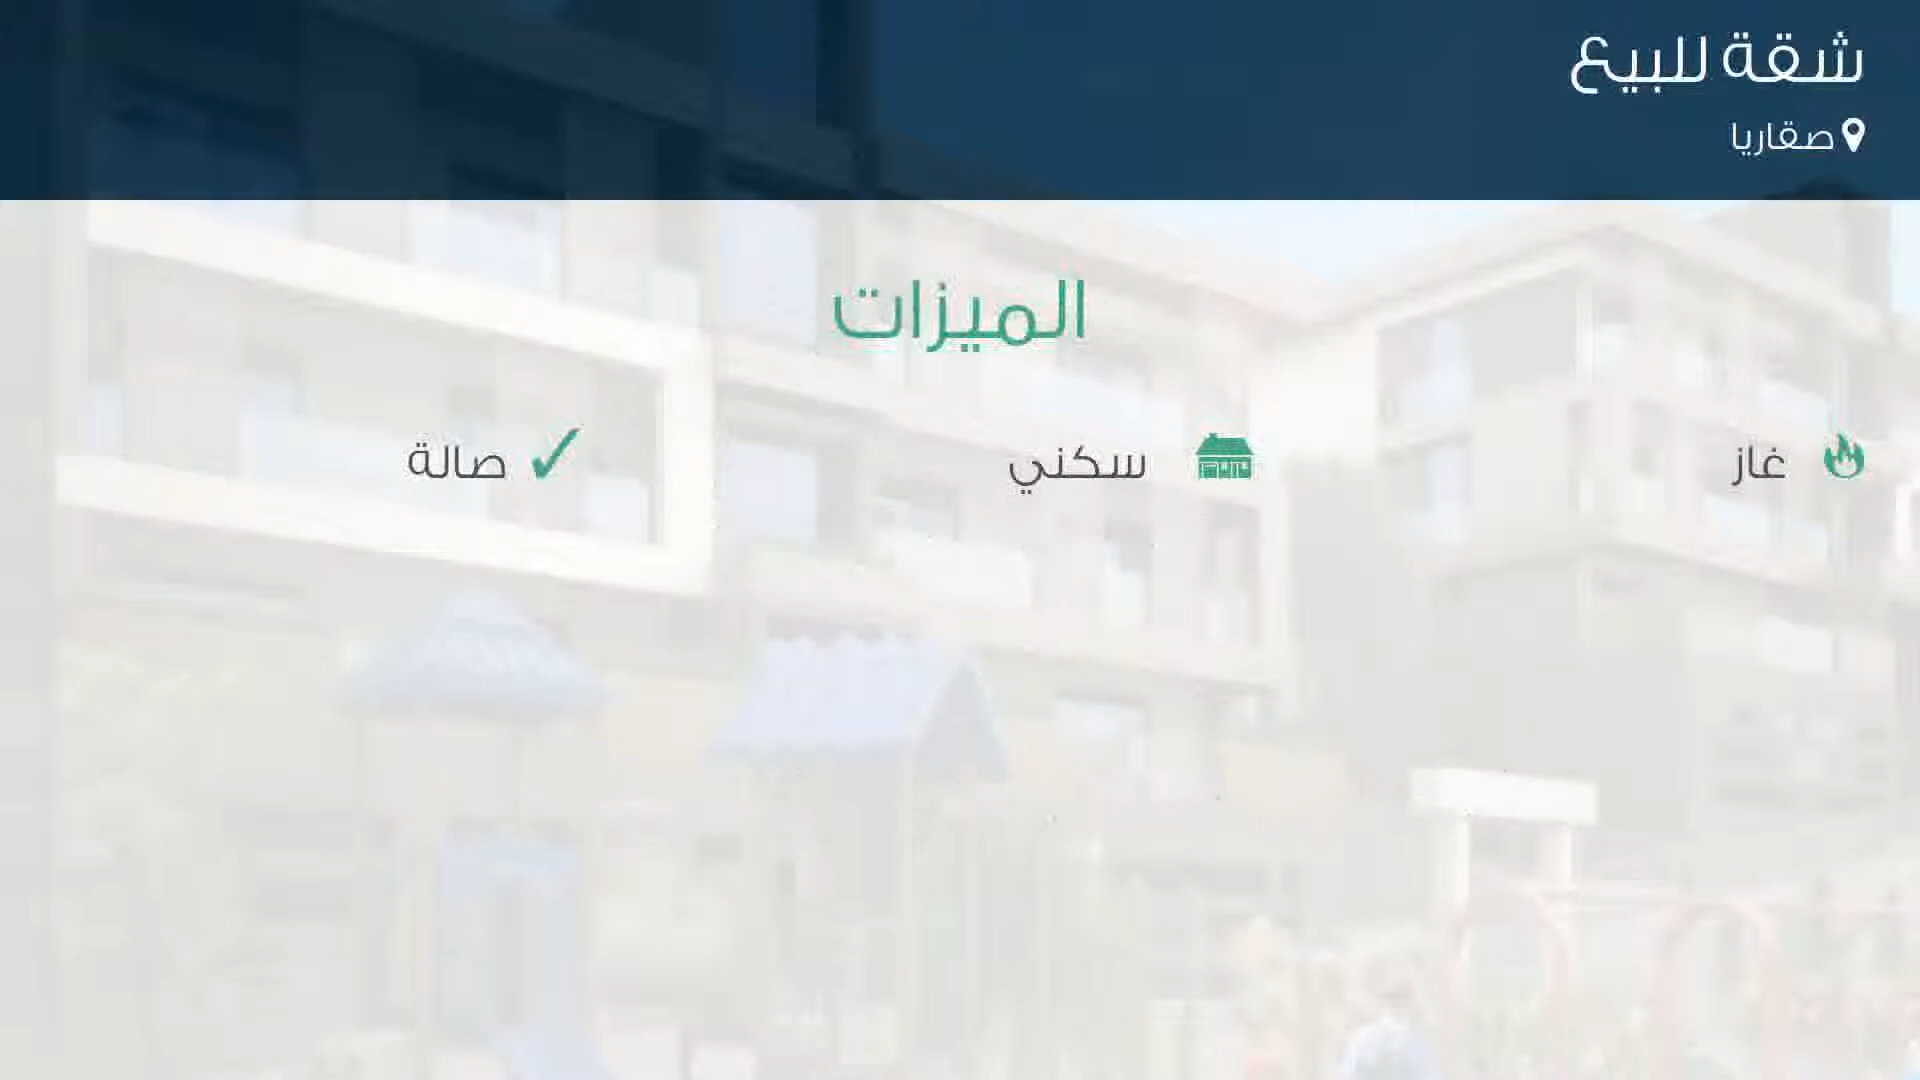 شقة للبيع
صقاريا
الميزات
غاز
سكني
صالة